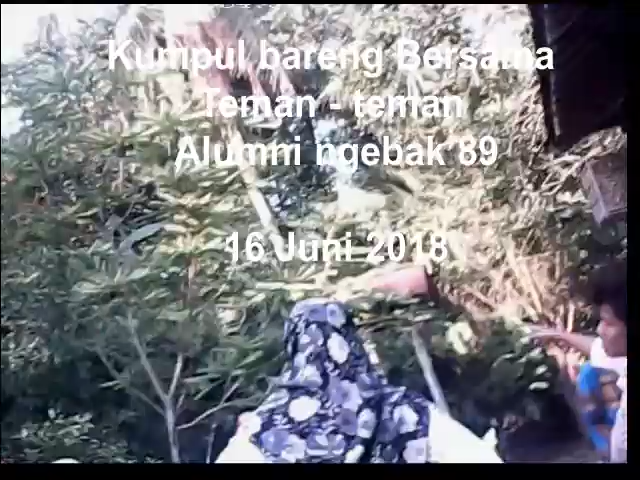 Kumpul bareng Bersama
Teman - teman
Alumni ngebak'89
16 Juni 2018